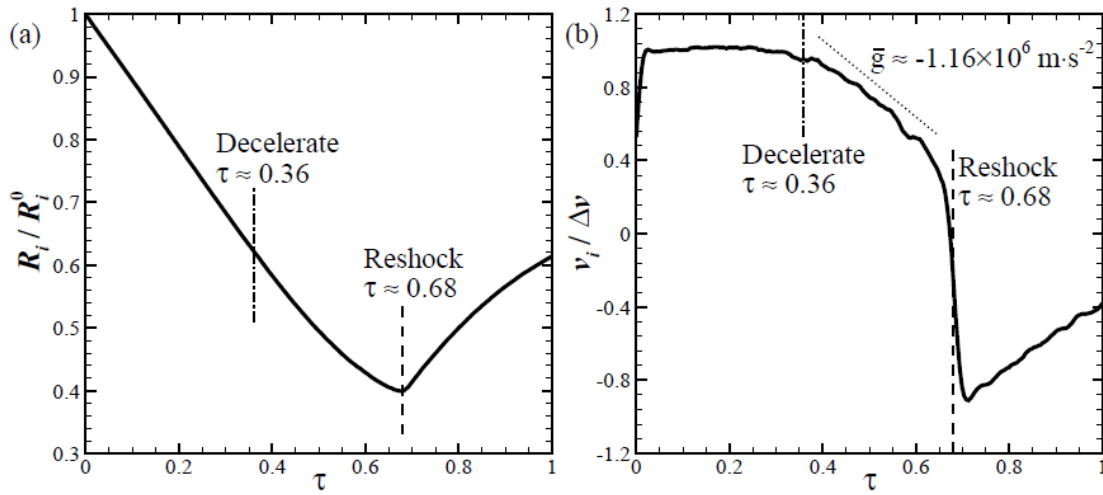 (a)
1
0.9
0.8
0.7
0.6
0.5
0.4
0.3
R_i / R_i^0
Decelerate
τ ≈ 0.36
Reshock
τ ≈ 0.68
0 0.2 0.4 0.6 0.8 1
τ
(b)
1.2
0.8
0.4
0
-0.4
-0.8
-1.2
v_i / Δv
g̅ ≈ -1.16×10⁶ m·s⁻²
Decelerate
τ ≈ 0.36
Reshock
τ ≈ 0.68
0 0.2 0.4 0.6 0.8 1
τ